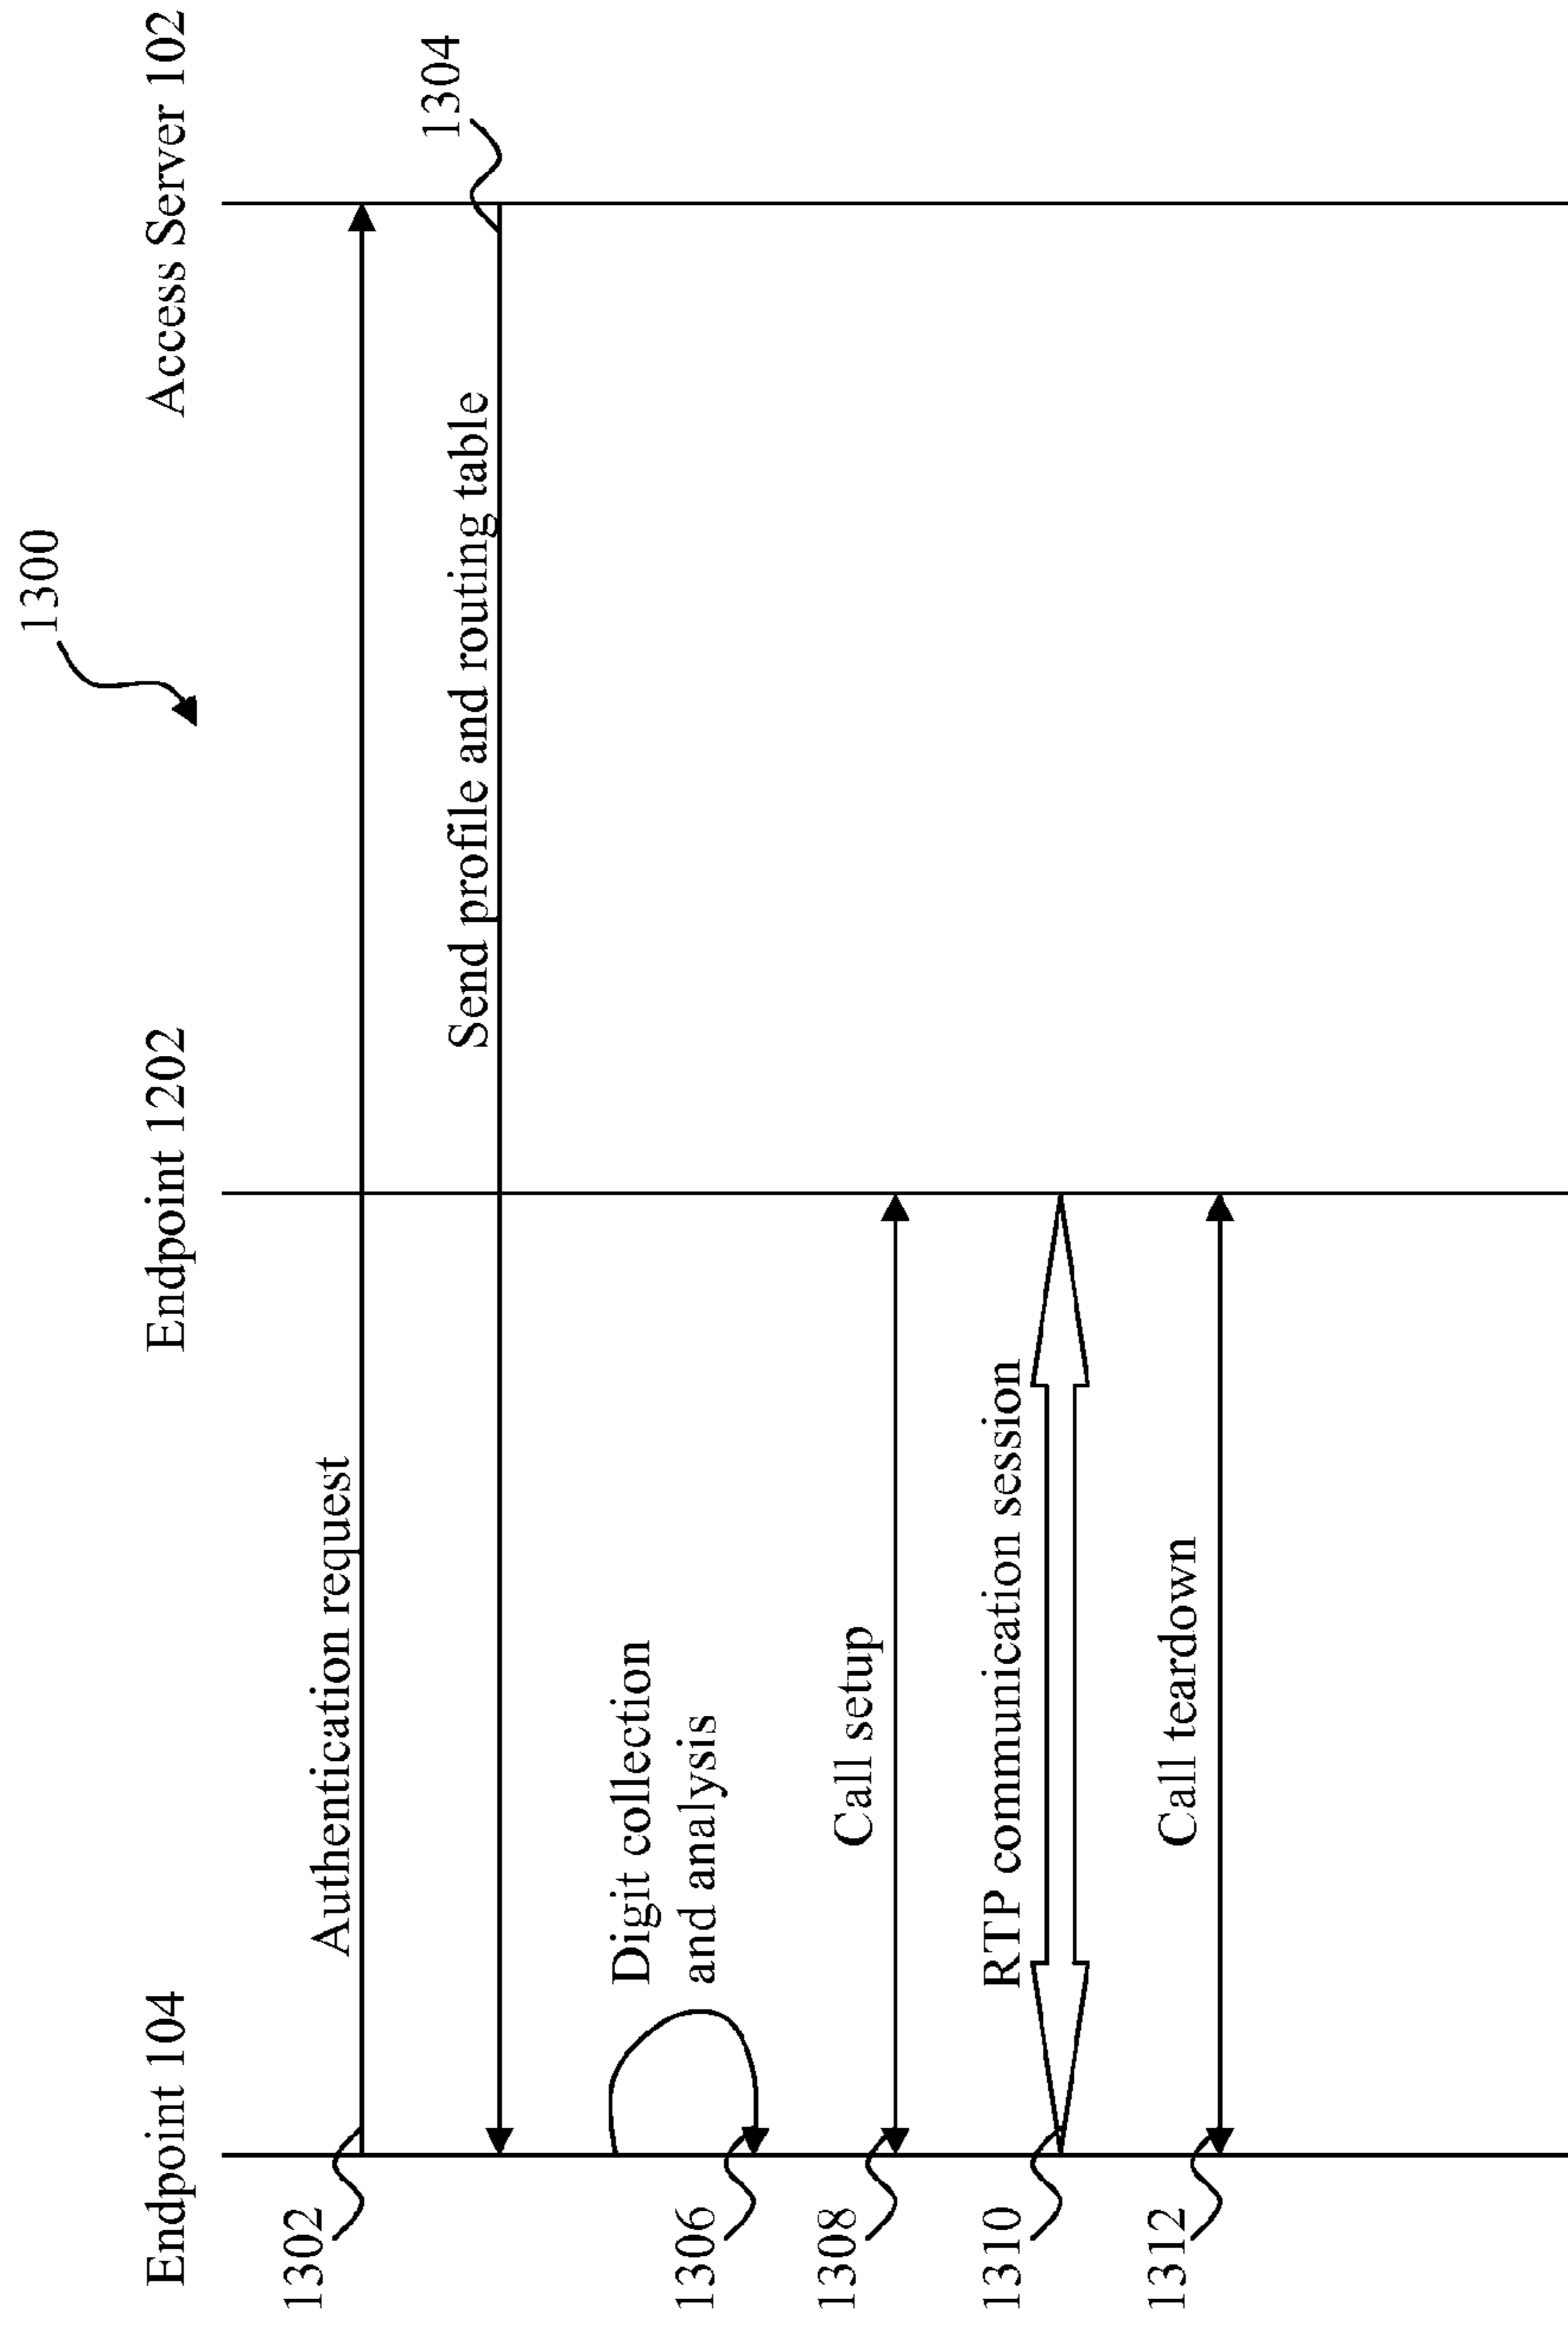 1300
Endpoint 104
Endpoint 1202
Access Server 102
1302
Authentication request
Send profile and routing table
1304
Digit collection
and analysis
1306
Call setup
1308
RTP communication session
1310
Call teardown
1312